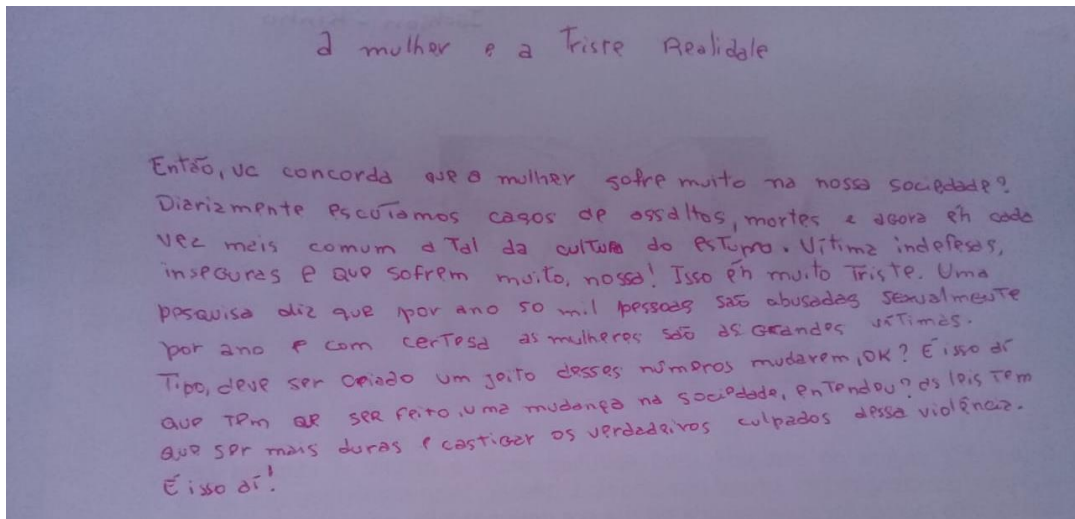 A mulher e a Triste Realidade
Então, vc concorda que a mulher sofre muito na nossa sociedade?
Diariamente escutamos casos de assaltos, mortes e agora éh cada
vez mais comum a tal da cultura do estupro. Vítima indefesas,
inseguras e que sofrem muito, nossa! Isso éh muito triste. Uma
pesquisa diz que por ano 50 mil pessoas são abusadas sexualmente
por ano e com certesa as mulheres são as grandes vítimas.
Tipo, deve ser criado um jeito desses números mudarem, OK? É isso aí
que tem que ser feito, uma mudança na sociedade, entendeu? as leis tem
que ser mais duras e castigar os verdadeiros culpados dessa violência.
É isso aí!